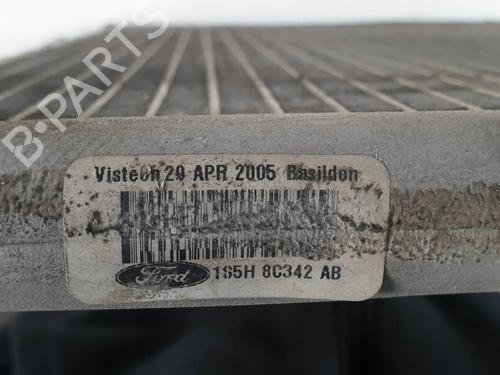 B-PARTS
Visteon 29 APR 2005 Basildon
Ford
1S5H 8C342 AB